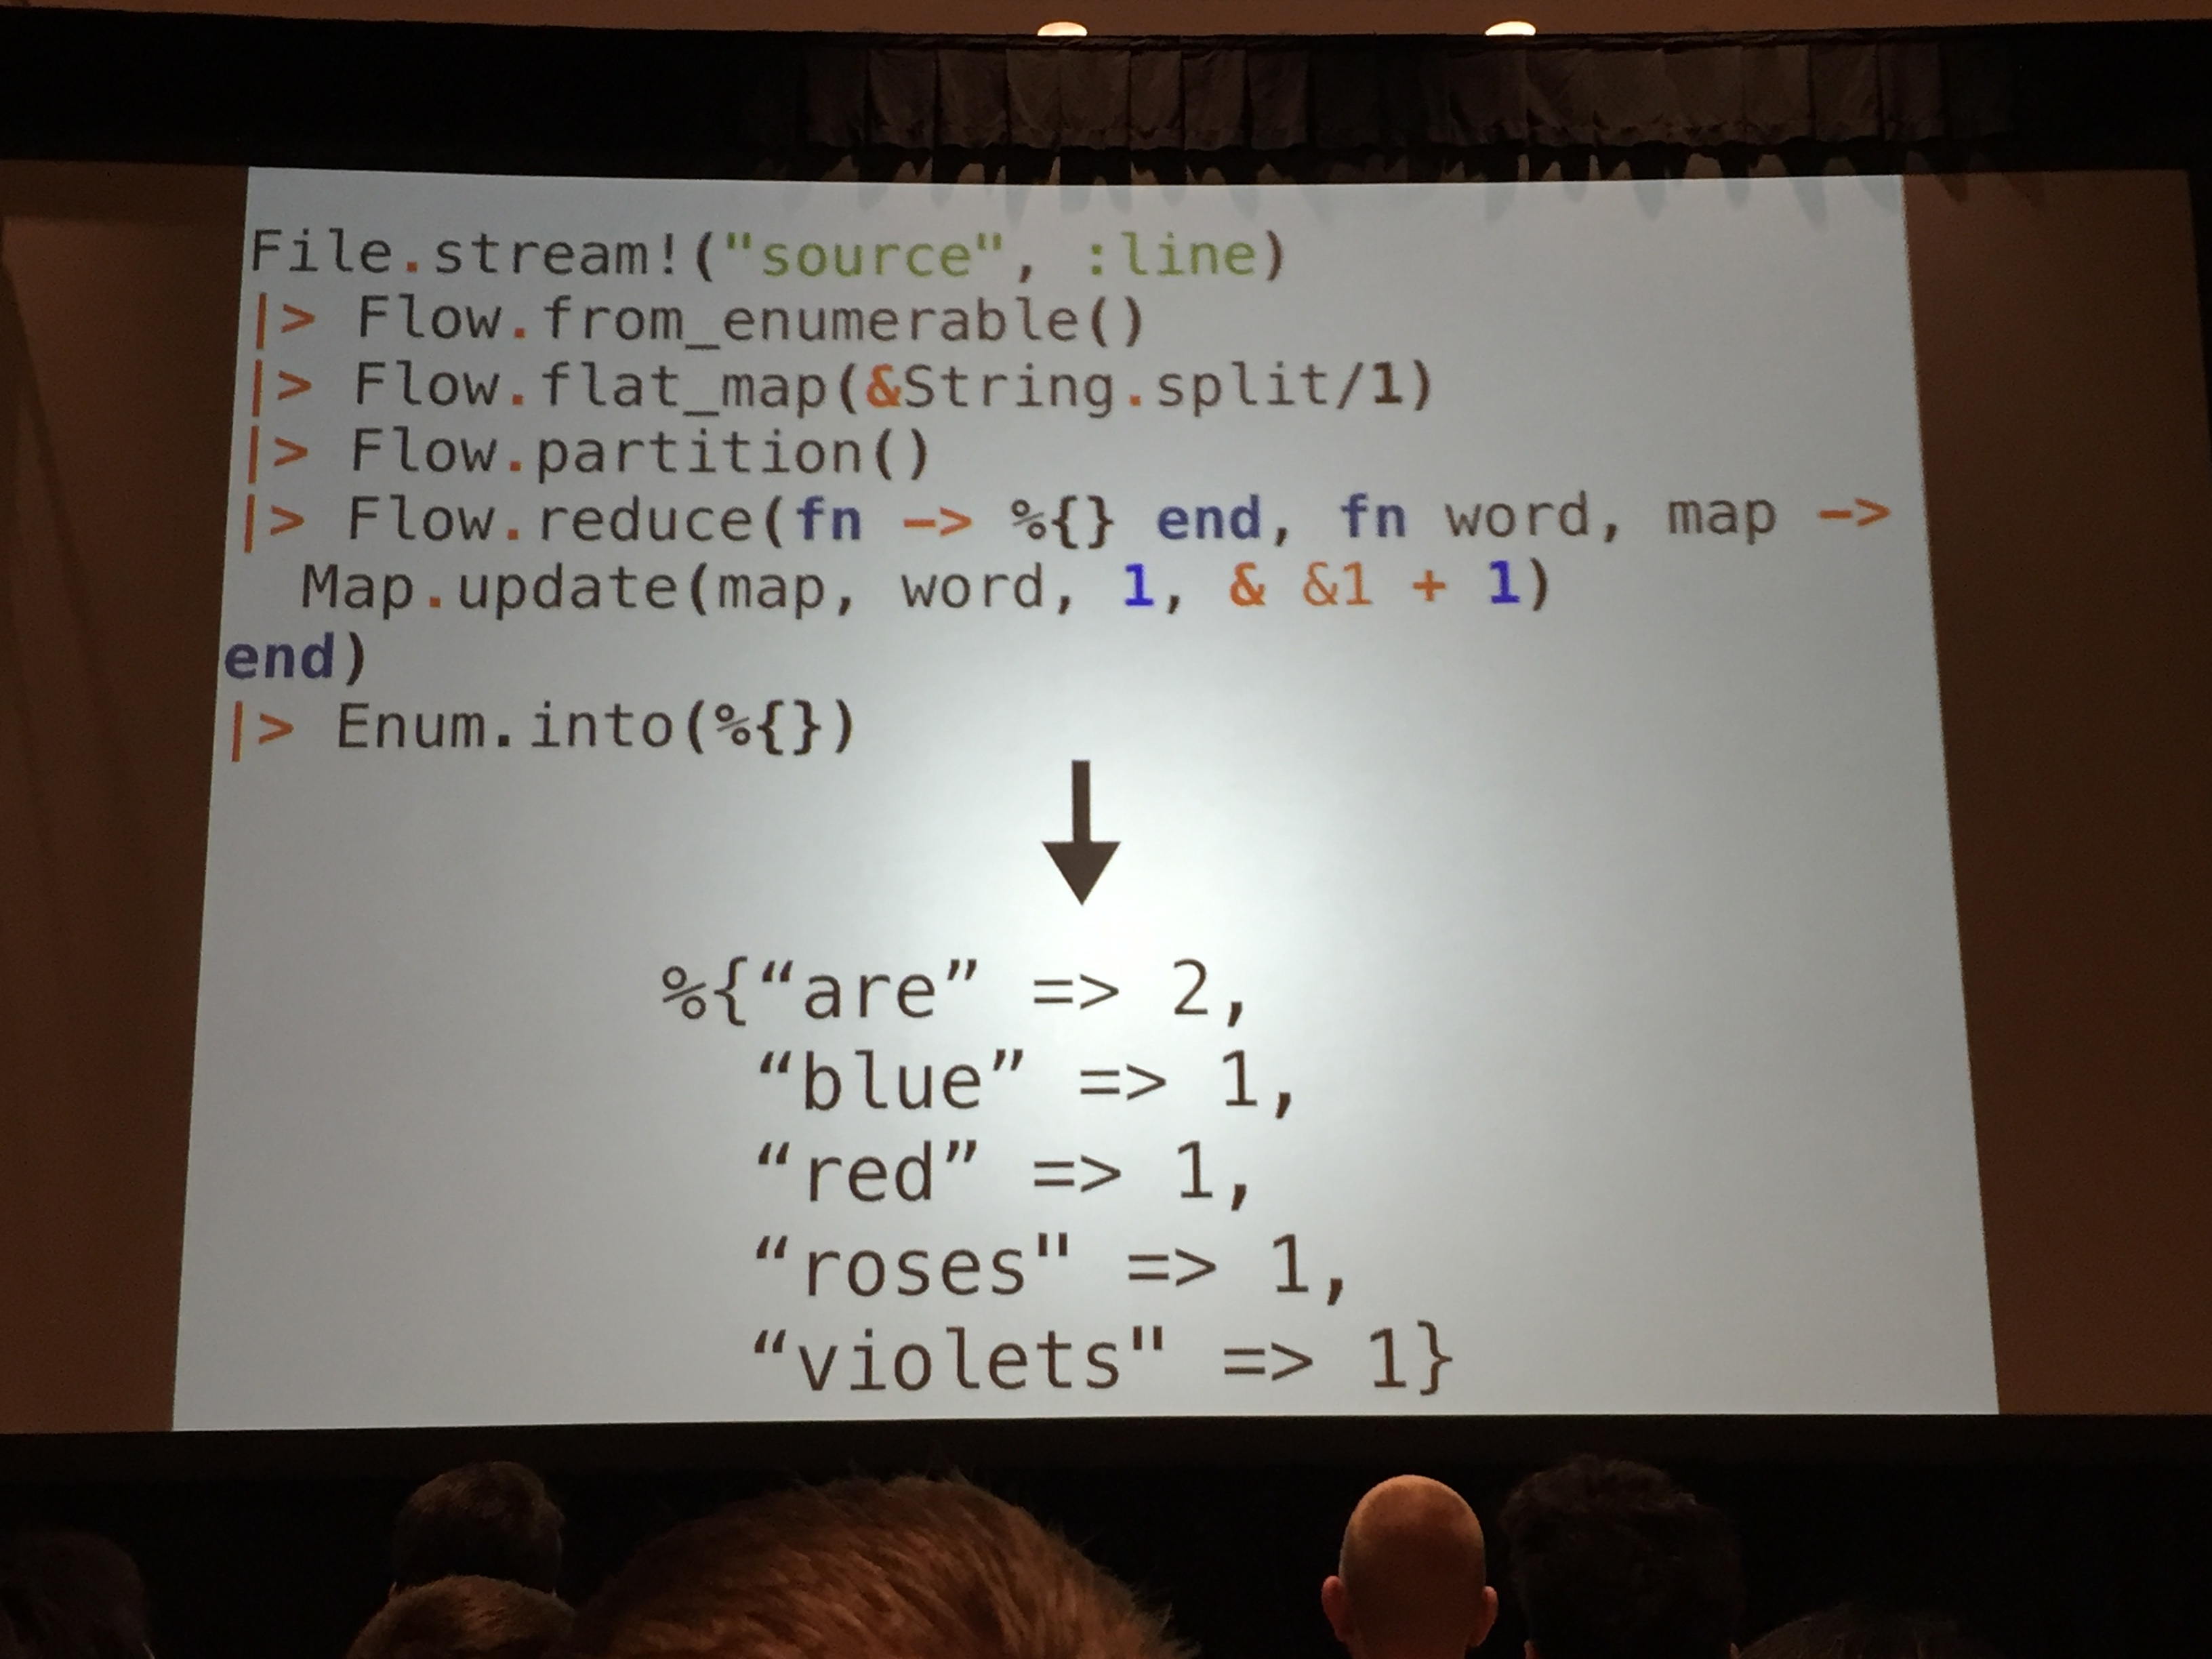 File.stream!("source", :line)
|> Flow.from_enumerable()
|> Flow.flat_map(&String.split/1)
|> Flow.partition()
|> Flow.reduce(fn -> %{} end, fn word, map ->
Map.update(map, word, 1, & &1 + 1)
end)
|> Enum.into(%{})
%{“are” => 2,
“blue” => 1,
“red” => 1,
“roses" => 1,
“violets" => 1}